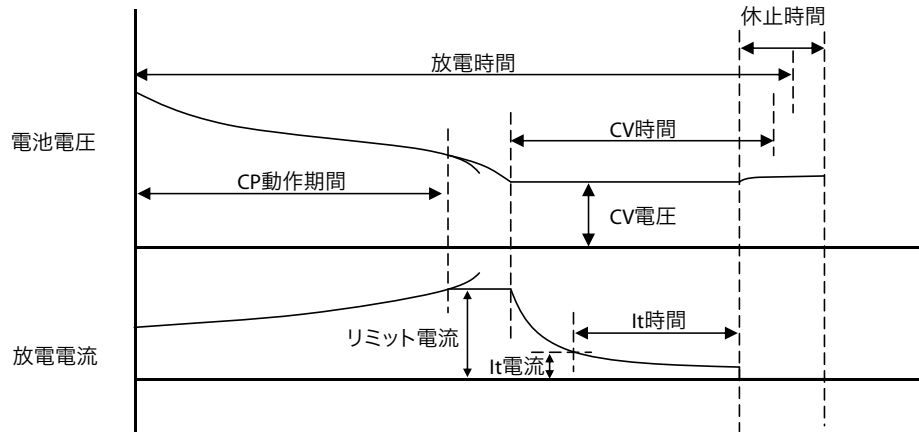 休止時間
放電時間
電池電圧
CV時間
CP動作期間
CV電圧
放電電流
リミット電流
It時間
It電流